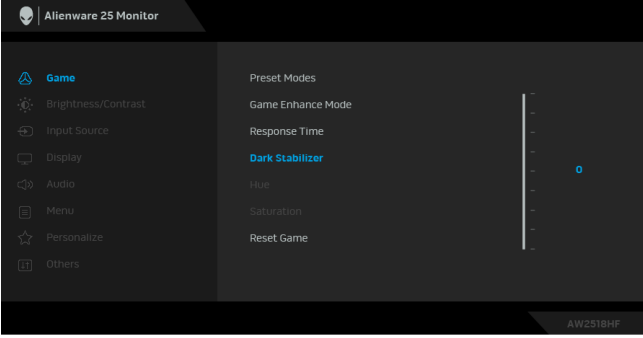 Alienware 25 Monitor
Game
Brightness/Contrast
Input Source
Display
Audio
Menu
Personalize
Others
Preset Modes
Game Enhance Mode
Response Time
Dark Stabilizer
Hue
Saturation
Reset Game
0
AW2518HF